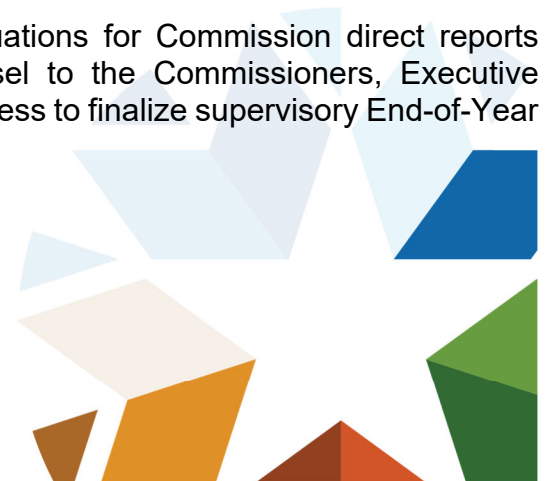 uations for Commission direct reports
sel to the Commissioners, Executive
ess to finalize supervisory End-of-Year